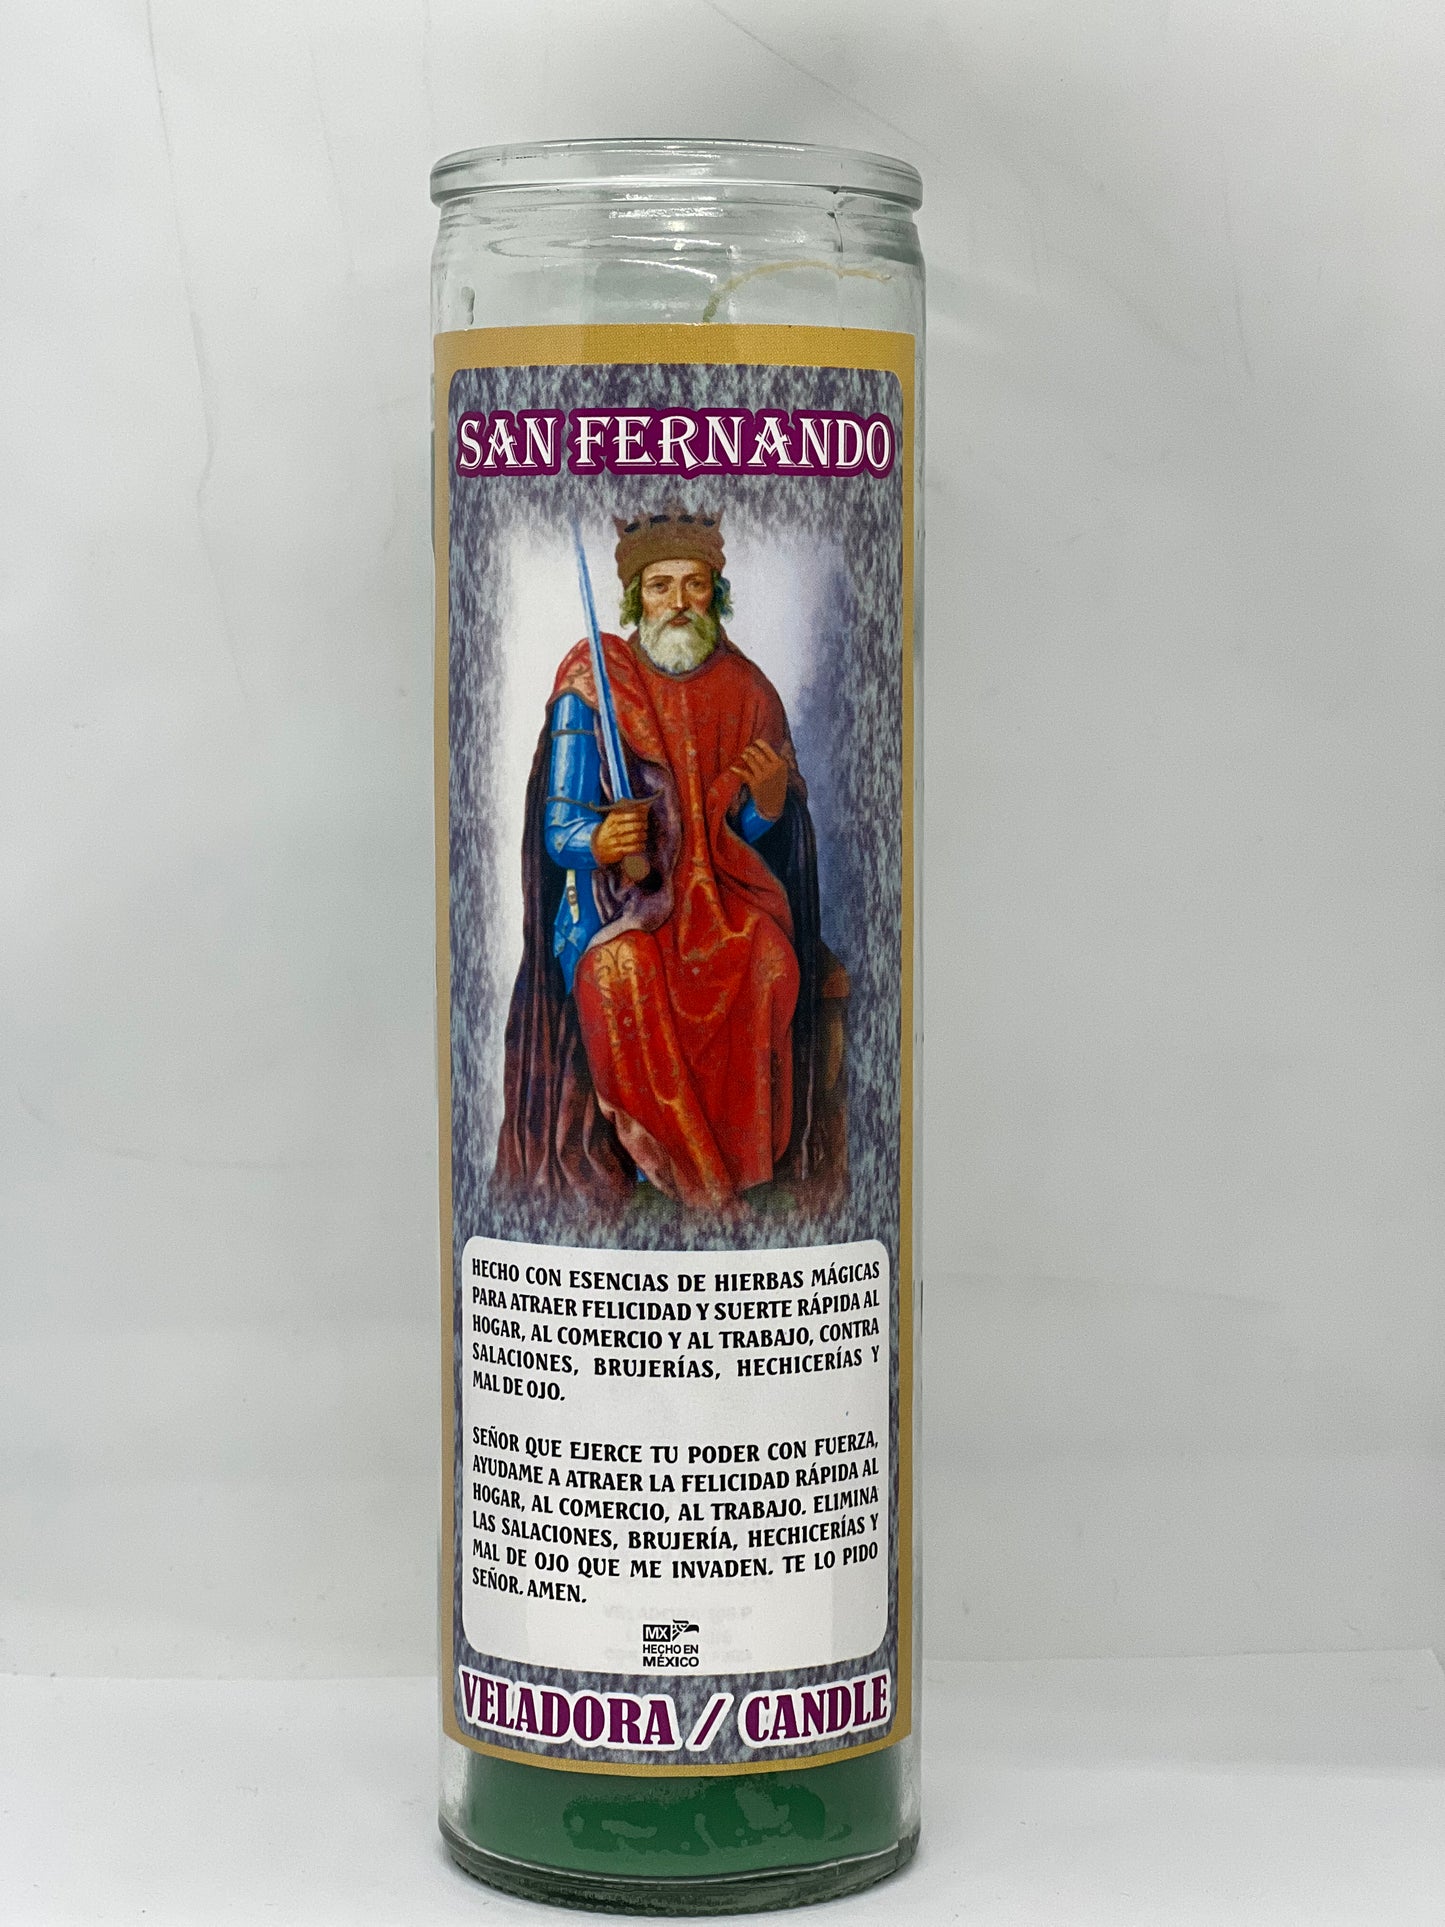 SAN FERNANDO
HECHO CON ESENCIAS DE HIERBAS MÁGICAS
PARA ATRAER FELICIDAD Y SUERTE RÁPIDA AL
HOGAR, AL COMERCIO Y AL TRABAJO, CONTRA
SALACIONES, BRUJERÍAS, HECHICERÍAS Y
MAL DE OJO.
SEÑOR QUE EJERCE TU PODER CON FUERZA,
AYUDAME A ATRAER LA FELICIDAD RÁPIDA AL
HOGAR, AL COMERCIO, AL TRABAJO. ELIMINA
LAS SALACIONES, BRUJERÍA, HECHICERÍAS Y
MAL DE OJO QUE ME INVADEN. TE LO PIDO
SEÑOR. AMEN.
MX
HECHO EN
MÉXICO
VELADORA / CANDLE